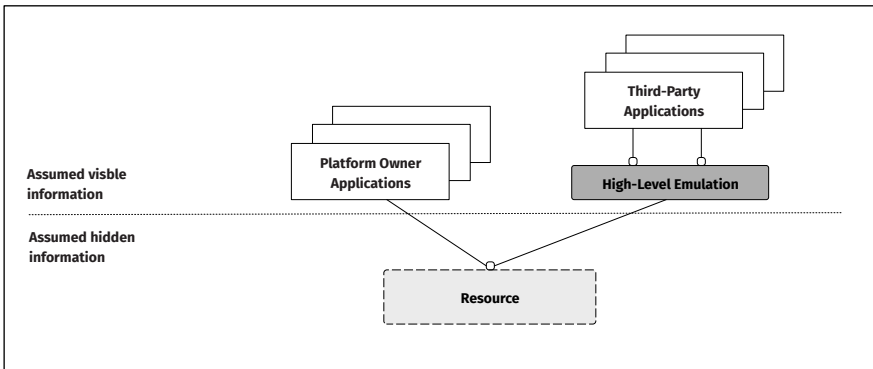 Third-Party
Applications
Platform Owner
Applications
Assumed visble
information
High-Level Emulation
Assumed hidden
information
Resource